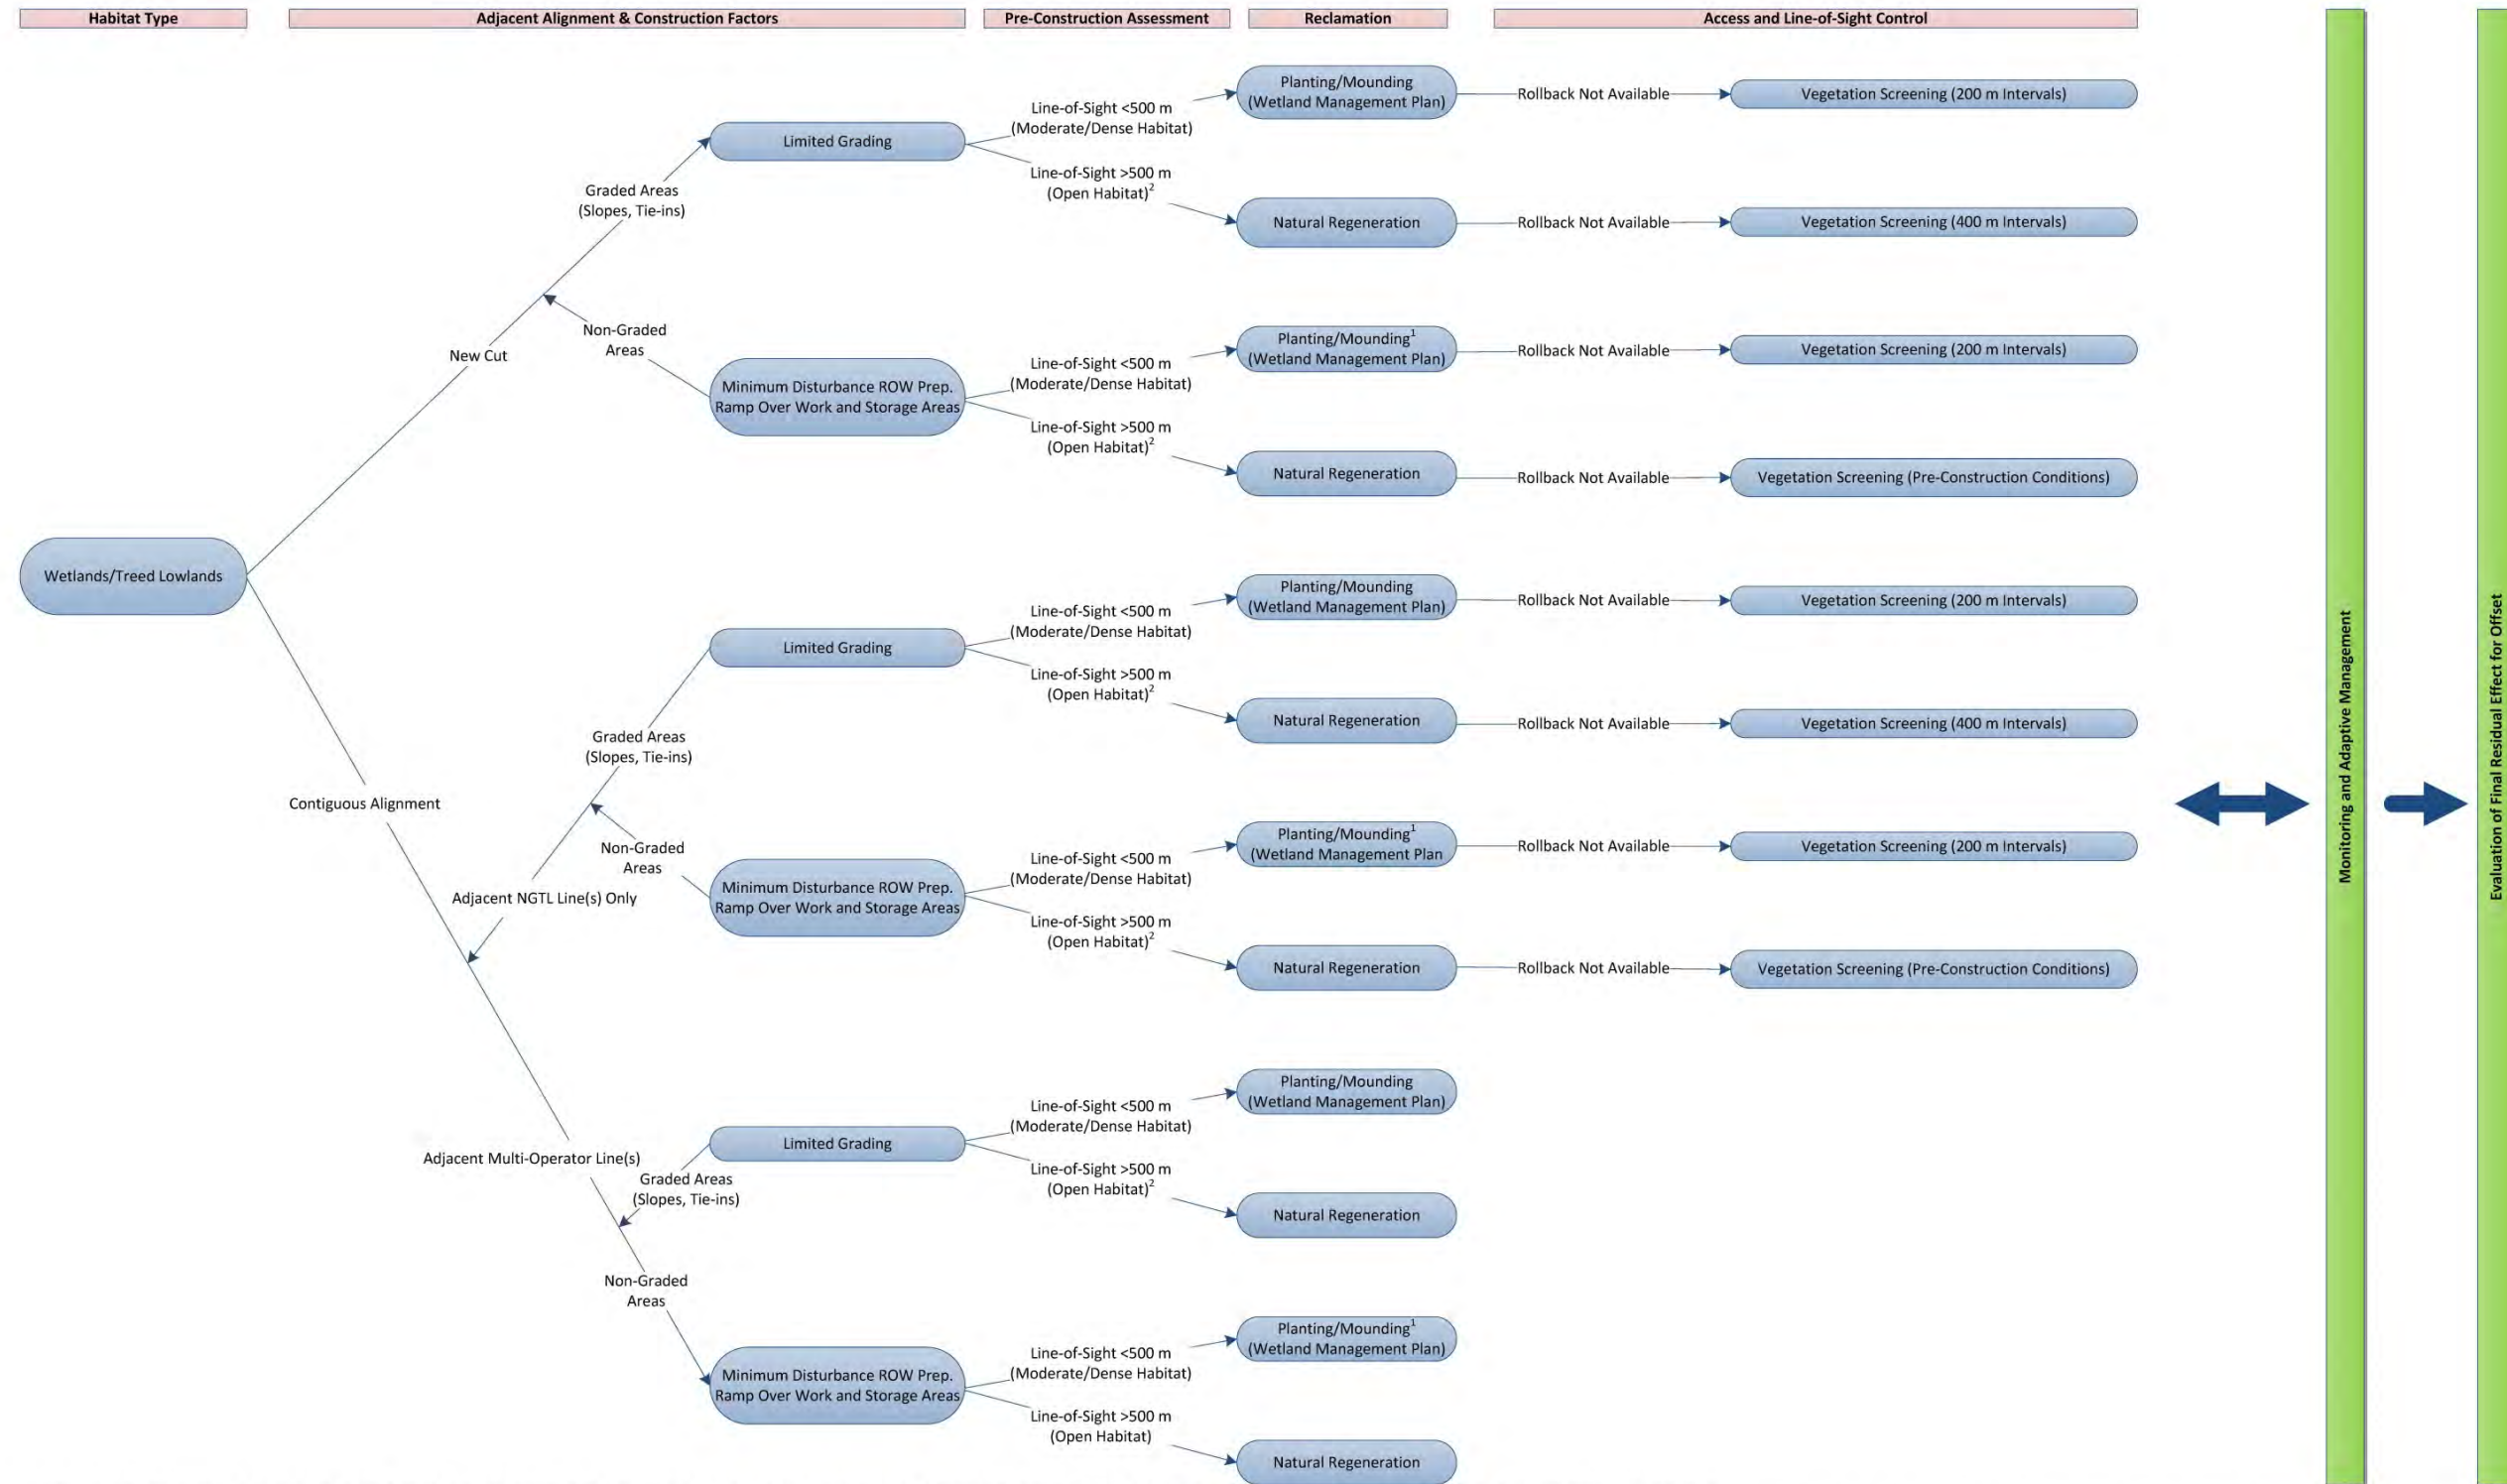 Habitat Type
Adjacent Alignment & Construction Factors
Pre-Construction Assessment
Reclamation
Access and Line-of-Sight Control
Wetlands/Treed Lowlands
New Cut
Graded Areas
(Slopes, Tie-ins)
Limited Grading
Line-of-Sight <500 m
(Moderate/Dense Habitat)
Planting/Mounding
(Wetland Management Plan)
Rollback Not Available
Vegetation Screening (200 m Intervals)
Line-of-Sight >500 m
(Open Habitat)2
Natural Regeneration
Rollback Not Available
Vegetation Screening (400 m Intervals)
Non-Graded
Areas
Minimum Disturbance ROW Prep.
Ramp Over Work and Storage Areas
Line-of-Sight <500 m
(Moderate/Dense Habitat)
Planting/Mounding1
(Wetland Management Plan)
Rollback Not Available
Vegetation Screening (200 m Intervals)
Line-of-Sight >500 m
(Open Habitat)2
Natural Regeneration
Rollback Not Available
Vegetation Screening (Pre-Construction Conditions)
Contiguous Alignment
Adjacent NGTL Line(s) Only
Graded Areas
(Slopes, Tie-ins)
Limited Grading
Line-of-Sight <500 m
(Moderate/Dense Habitat)
Planting/Mounding
(Wetland Management Plan)
Rollback Not Available
Vegetation Screening (200 m Intervals)
Line-of-Sight >500 m
(Open Habitat)2
Natural Regeneration
Rollback Not Available
Vegetation Screening (400 m Intervals)
Non-Graded
Areas
Minimum Disturbance ROW Prep.
Ramp Over Work and Storage Areas
Line-of-Sight <500 m
(Moderate/Dense Habitat)
Planting/Mounding1
(Wetland Management Plan
Rollback Not Available
Vegetation Screening (200 m Intervals)
Line-of-Sight >500 m
(Open Habitat)2
Natural Regeneration
Rollback Not Available
Vegetation Screening (Pre-Construction Conditions)
Adjacent Multi-Operator Line(s)
Graded Areas
(Slopes, Tie-ins)
Limited Grading
Line-of-Sight <500 m
(Moderate/Dense Habitat)
Planting/Mounding
(Wetland Management Plan)
Line-of-Sight >500 m
(Open Habitat)2
Natural Regeneration
Non-Graded
Areas
Minimum Disturbance ROW Prep.
Ramp Over Work and Storage Areas
Line-of-Sight <500 m
(Moderate/Dense Habitat)
Planting/Mounding1
(Wetland Management Plan)
Line-of-Sight >500 m
(Open Habitat)
Natural Regeneration
Monitoring and Adaptive Management
Evaluation of Final Residual Effect for Offset